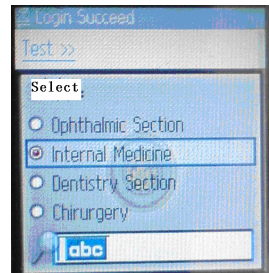 Login Succeed
Test >>
Select
Ophthalmic Section
Internal Medicine
Dentistry Section
Chirurgery
abc